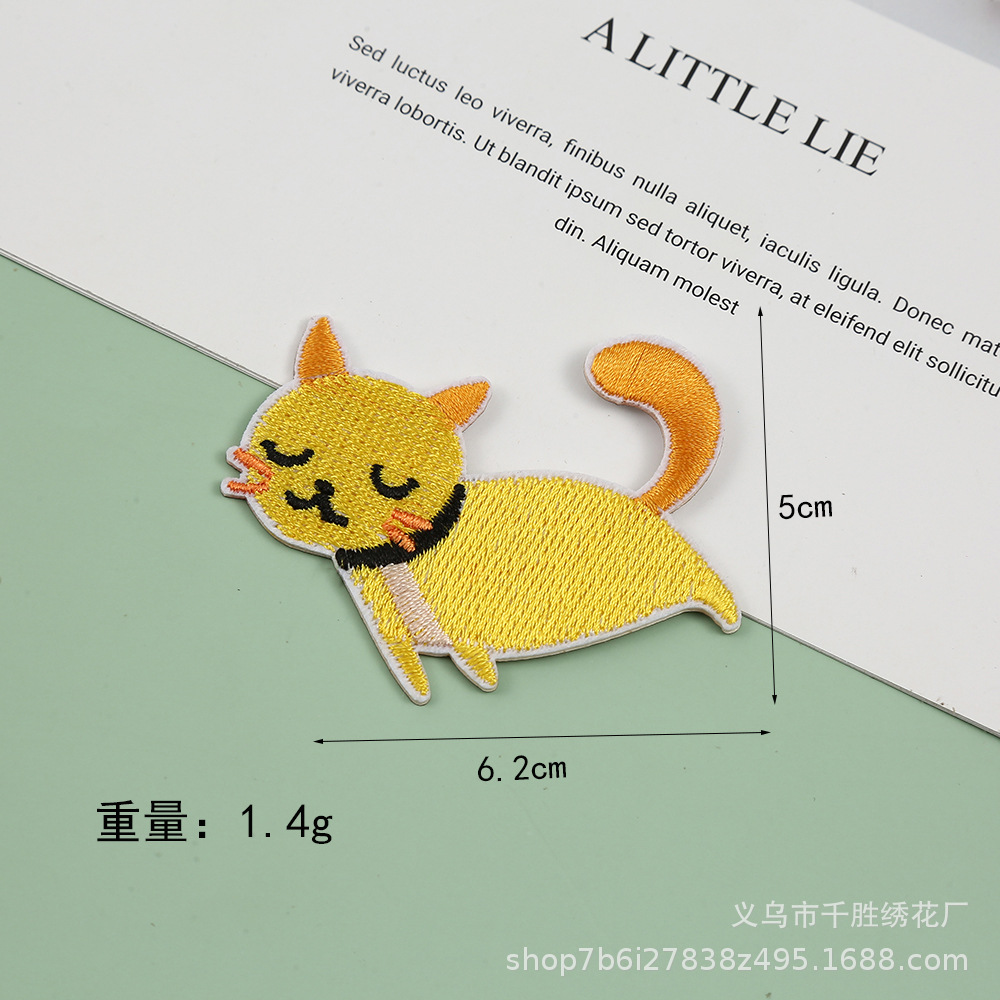 A LITTLE LIE
Sed luctus leo viverra, finibus nulla aliquet, iaculis ligula. Donec mat
viverra lobortis. Ut blandit ipsum sed tortor viverra, at eleifend elit sollicitu
din. Aliquam molest
5cm
6.2cm
重量：1.4g
义乌市千胜绣花厂
shop7b6i27838z495.1688.com